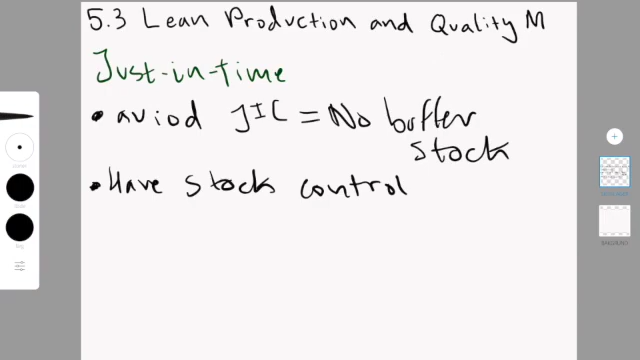 5.3 Lean Production and Quality M
Just-in-time
• aviod JIC = No buffer
stock
• Have stock control